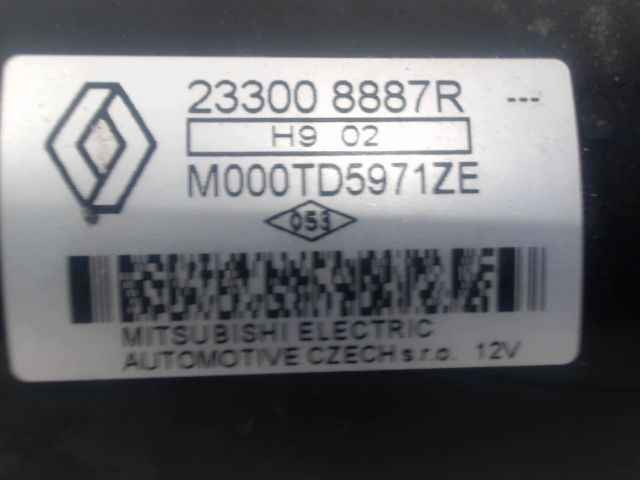 23300 8887R ---
H9 02
M000TD5971ZE
053
MITSUBISHI ELECTRIC
AUTOMOTIVE CZECH s.r.o. 12V